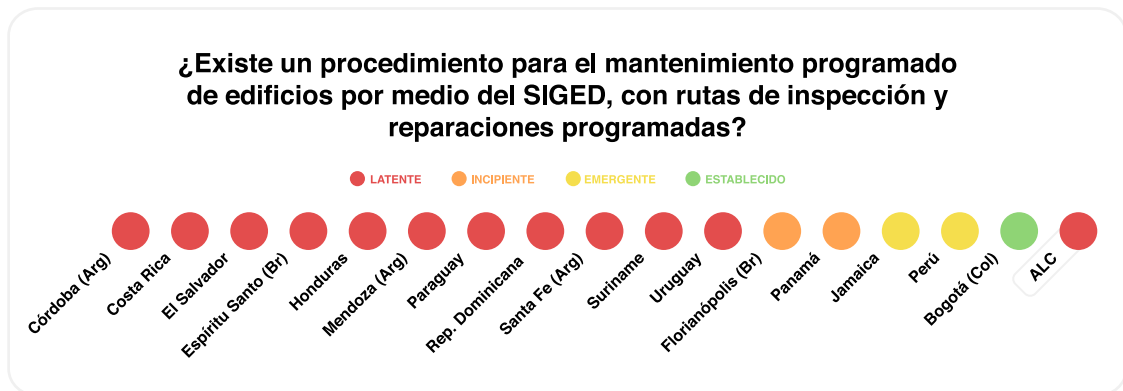 ¿Existe un procedimiento para el mantenimiento programado
de edificios por medio del SIGED, con rutas de inspección y
reparaciones programadas?
LATENTE
INCIPIENTE
EMERGENTE
ESTABLECIDO
Córdoba (Arg)
Costa Rica
El Salvador
Espíritu Santo (Br)
Honduras
Mendoza (Arg)
Paraguay
Rep. Dominicana
Santa Fe (Arg)
Suriname
Uruguay
Florianópolis (Br)
Panamá
Jamaica
Perú
Bogotá (Col)
ALC